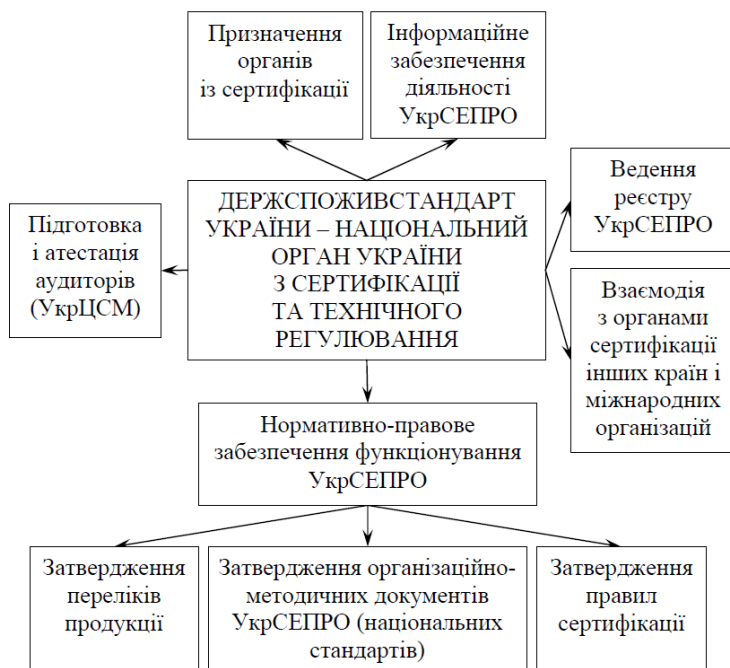 Призначення
органів
із сертифікації
Інформаційне
забезпечення
діяльності
УкрСЕПРО
Підготовка
і атестація
аудиторів
(УкрЦСМ)
ДЕРЖСПОЖИВСТАНДАРТ
УКРАЇНИ – НАЦІОНАЛЬНИЙ
ОРГАН УКРАЇНИ
З СЕРТИФІКАЦІЇ
ТА ТЕХНІЧНОГО
РЕГУЛЮВАННЯ
Ведення
реєстру
УкрСЕПРО
Взаємодія
з органами
сертифікації
інших країн і
міжнародних
організацій
Нормативно-правове
забезпечення функціонування
УкрСЕПРО
Затвердження
переліків
продукції
Затвердження організаційно-
методичних документів
УкрСЕПРО (національних
стандартів)
Затвердження
правил
сертифікації